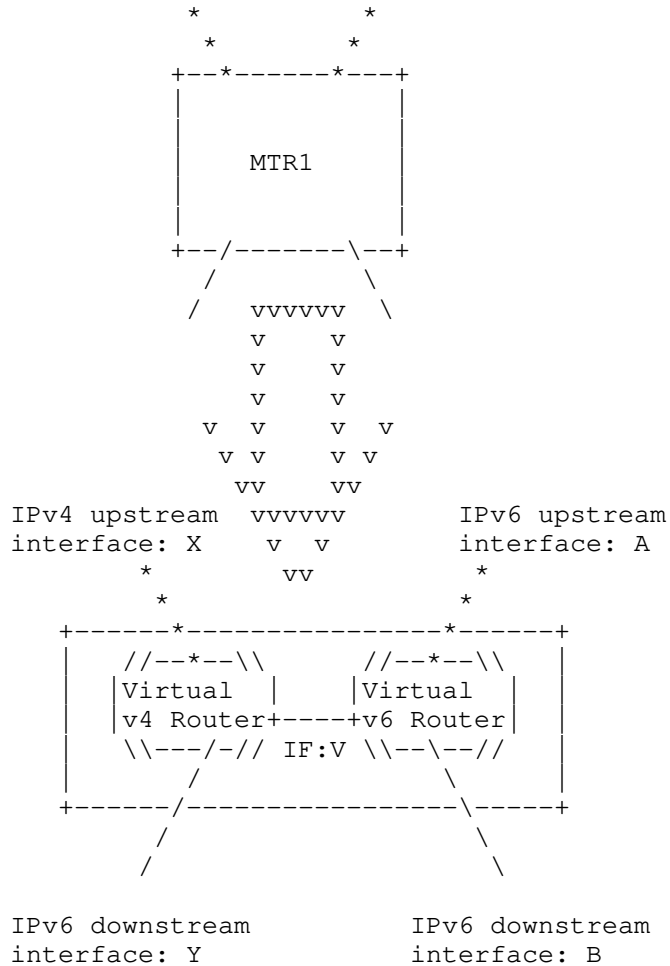 MTR1
IPv4 upstream IPv6 upstream
interface: X interface: A
Virtual Virtual
v4 Router v6 Router
IF:V
IPv6 downstream IPv6 downstream
interface: Y interface: B